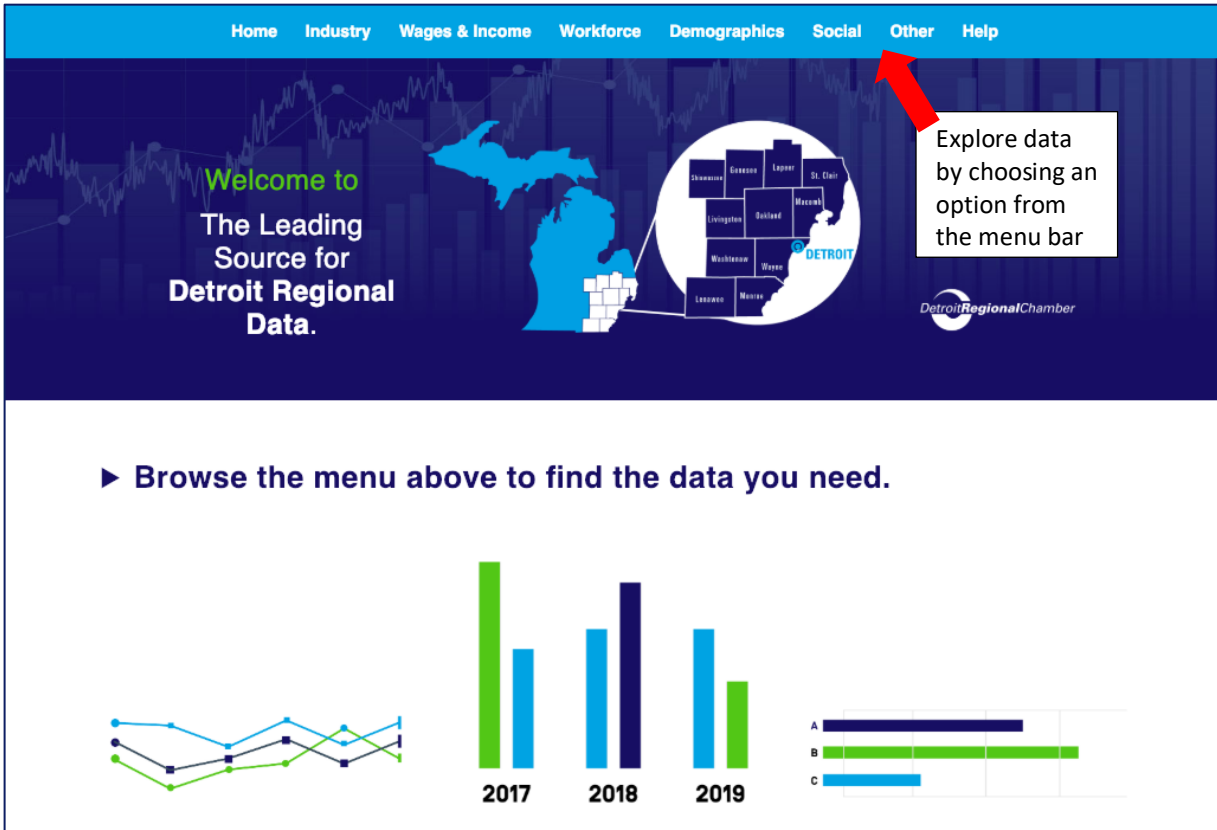 Home Industry Wages & Income Workforce Demographics Social Other Help
Explore data
by choosing an
option from
the menu bar
Welcome to
The Leading
Source for
Detroit Regional
Data.
Shiawassee Genesee Lapeer St. Clair
Livingston Oakland Macomb
Washtenaw Wayne
DETROIT
Lenawee Monroe
DetroitRegionalChamber
► Browse the menu above to find the data you need.
2017 2018 2019
A
B
C